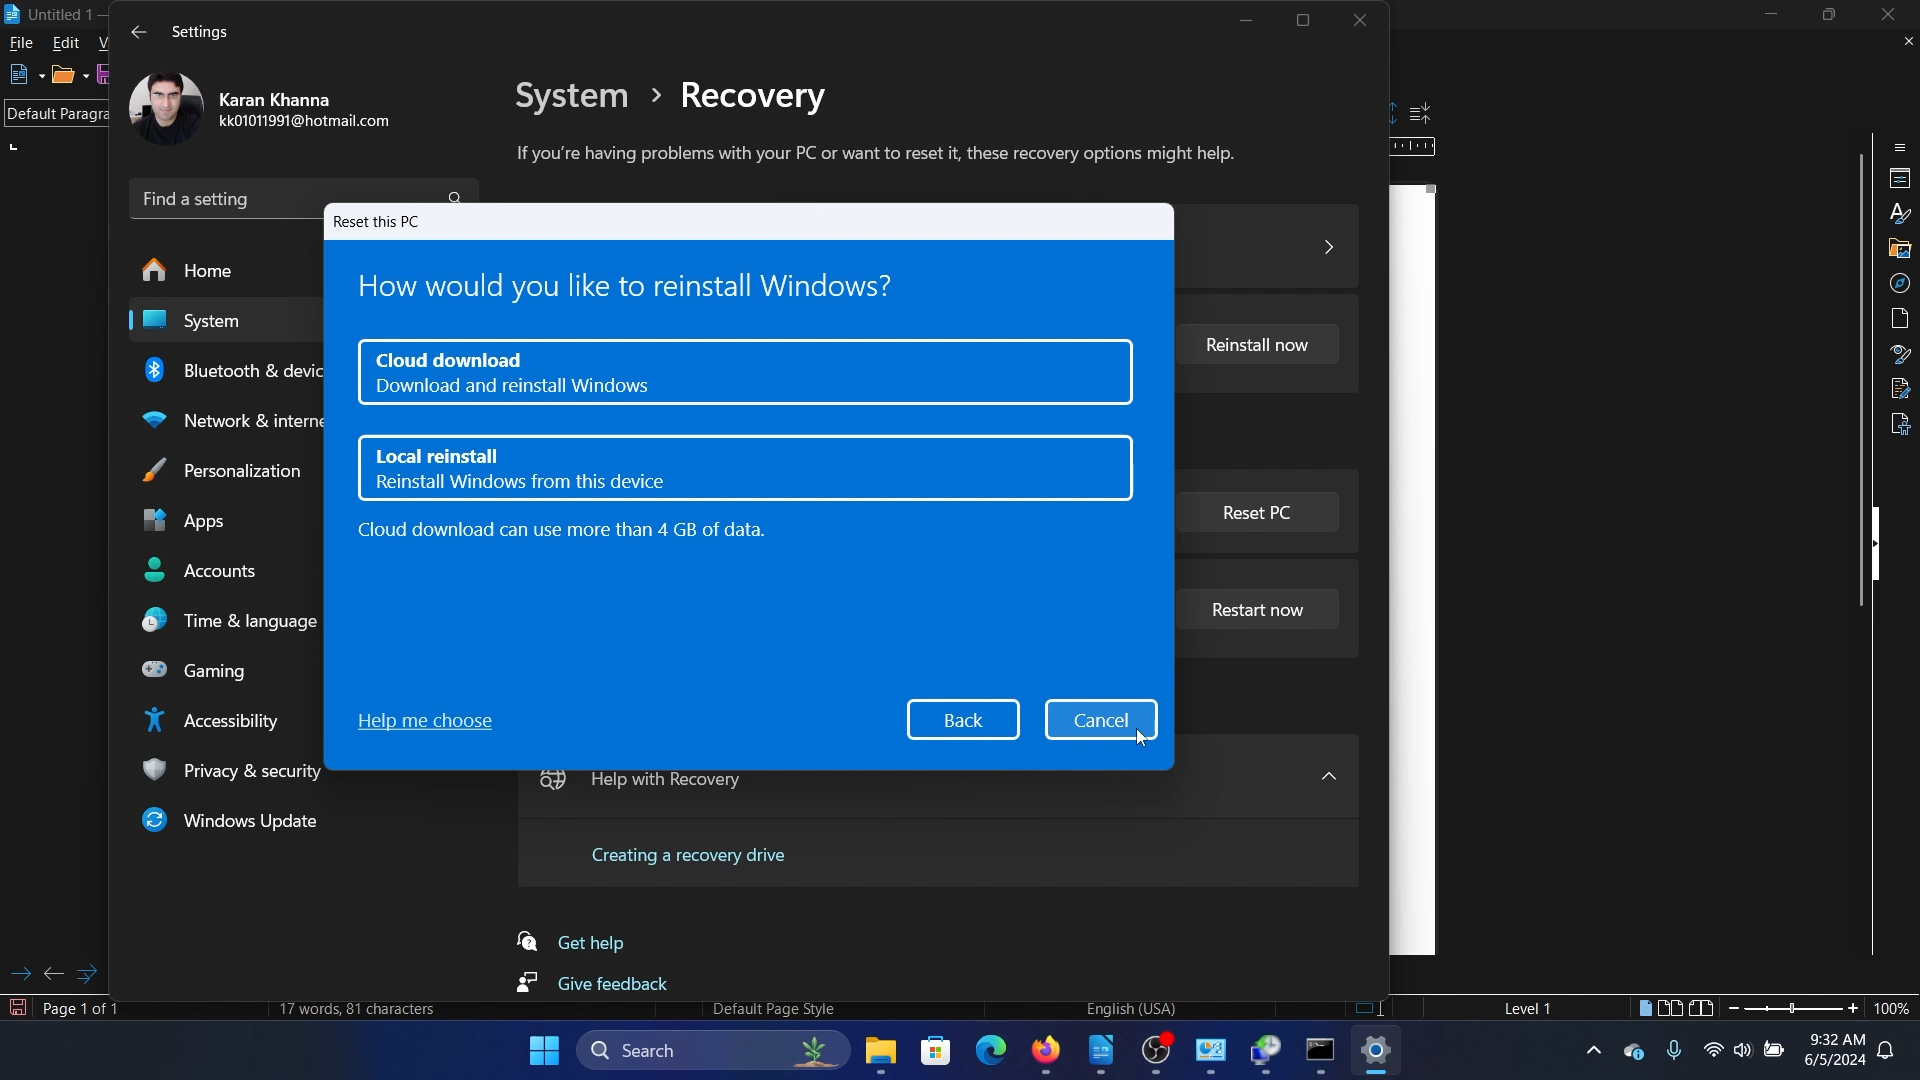 Untitled 1 —
File Edit V
Default Paragra
Settings
Karan Khanna
kk01011991@hotmail.com
Find a setting
Home
System
Bluetooth & devic
Network & interne
Personalization
Apps
Accounts
Time & language
Gaming
Accessibility
Privacy & security
Windows Update
System > Recovery
If you're having problems with your PC or want to reset it, these recovery options might help.
Reinstall now
Reset PC
Restart now
Reset this PC
How would you like to reinstall Windows?
Cloud download
Download and reinstall Windows
Local reinstall
Reinstall Windows from this device
Cloud download can use more than 4 GB of data.
Help me choose
Back
Cancel
Help with Recovery
Creating a recovery drive
Get help
Give feedback
Page 1 of 1
17 words, 81 characters
Default Page Style
English (USA)
Level 1
100%
Search
9:32 AM
6/5/2024